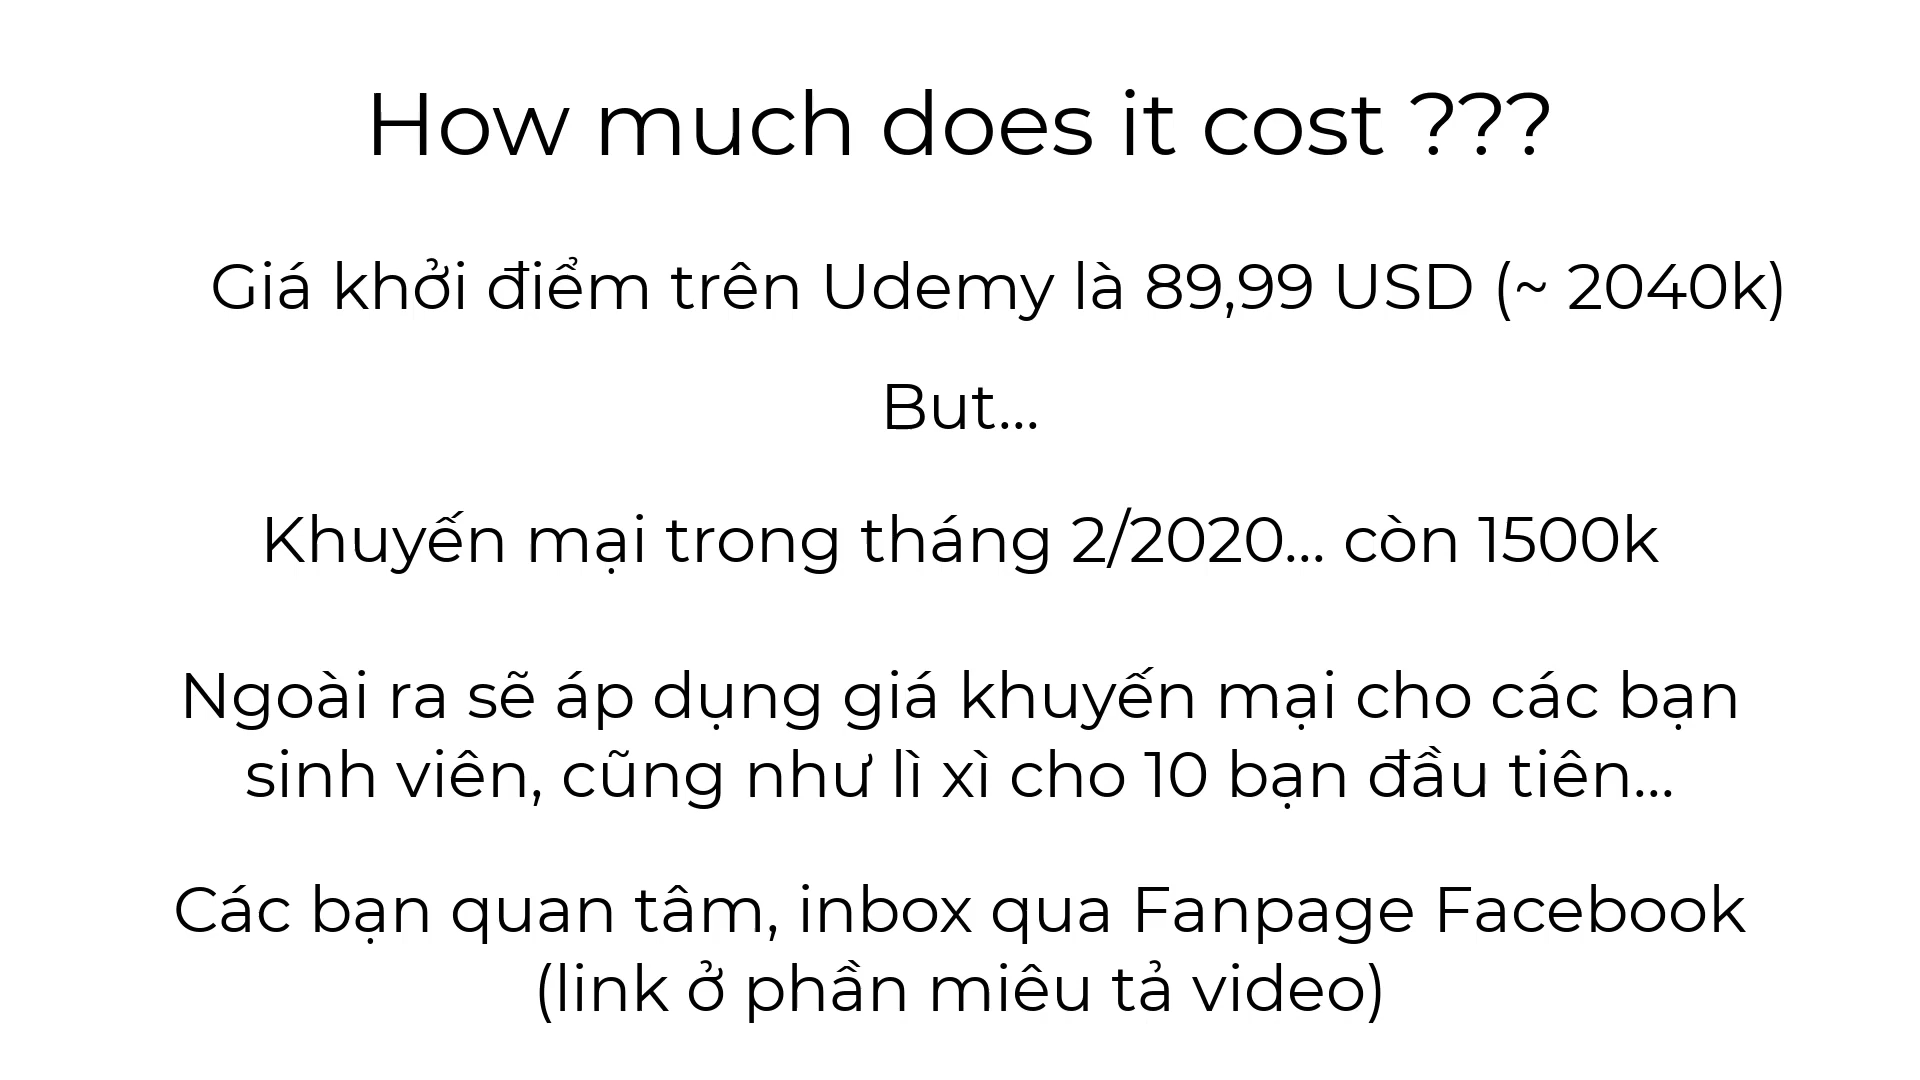 How much does it cost ???
Giá khởi điểm trên Udemy là 89,99 USD (~ 2040k)
But...
Khuyến mại trong tháng 2/2020... còn 1500k
Ngoài ra sẽ áp dụng giá khuyến mại cho các bạn
sinh viên, cũng như lì xì cho 10 bạn đầu tiên...
Các bạn quan tâm, inbox qua Fanpage Facebook
(link ở phần miêu tả video)